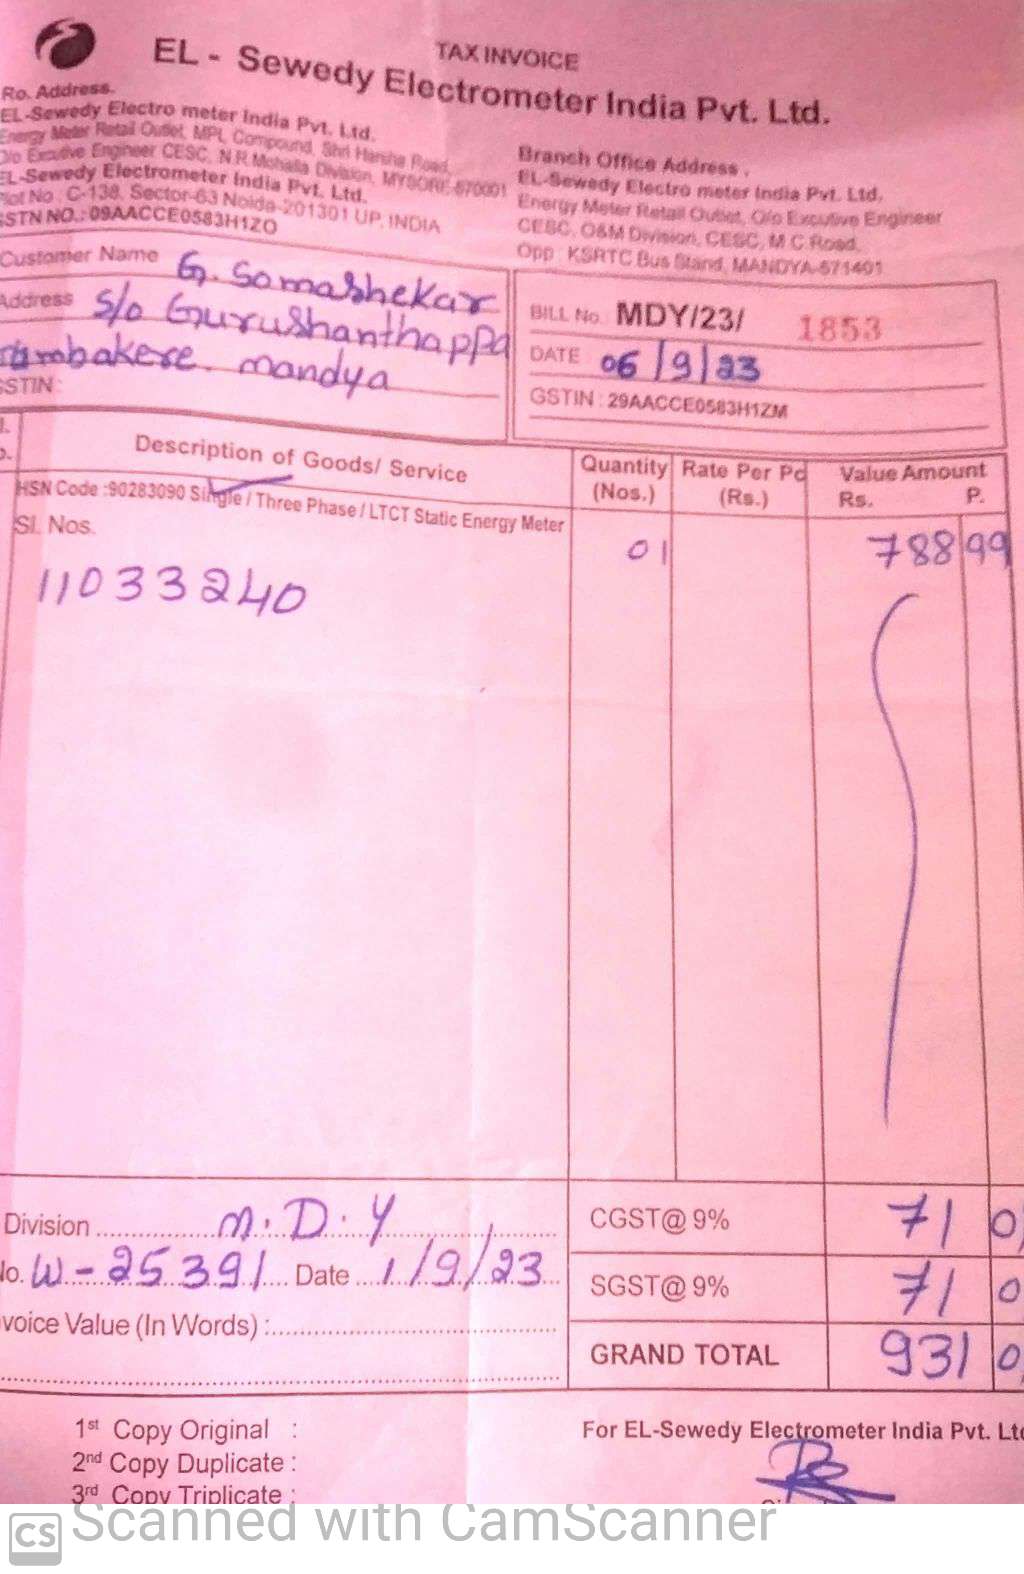 TAX INVOICE
EL - Sewedy Electrometer India Pvt. Ltd.
Ro. Address.
EL-Sewedy Electro meter India Pvt. Ltd.
Energy Meter Retail Outlet, MPL Compound, Shri Harsha Road,
O/o Excutive Engineer CESC, N.R Mohalla Division, MYSORE-570001
EL-Sewedy Electrometer India Pvt. Ltd.
Plot No : C-138, Sector-63 Noida-201301 UP, INDIA
GSTN NO.: 09AACCE0583H1ZO
Branch Office Address ,
EL-Sewedy Electro meter India Pvt. Ltd.
Energy Meter Retail Outlet, O/o Excutive Engineer
CESC, O&M Division, CESC, M C Road,
Opp : KSRTC Bus Stand, MANDYA-571401
Customer Name G. Somashekar
Address S/o Gurushanthappa
mandya
GSTIN :
BILL No. MDY/23/ 1853
DATE 06/9/23
GSTIN : 29AACCE0583H1ZM
Description of Goods/ Service
Quantity (Nos.)
Rate Per Pc (Rs.)
Value Amount
Rs. P.
HSN Code :90283090 Single / Three Phase / LTCT Static Energy Meter
Sl. Nos.
01 788 99
11033240
Division M.D.Y
No. W-25391 Date 1/9/23
Invoice Value (In Words) :
CGST@ 9% 71 0
SGST@ 9% 71 0
GRAND TOTAL 931 0
1st Copy Original :
2nd Copy Duplicate :
3rd Copy Triplicate :
For EL-Sewedy Electrometer India Pvt. Ltd
CS Scanned with CamScanner